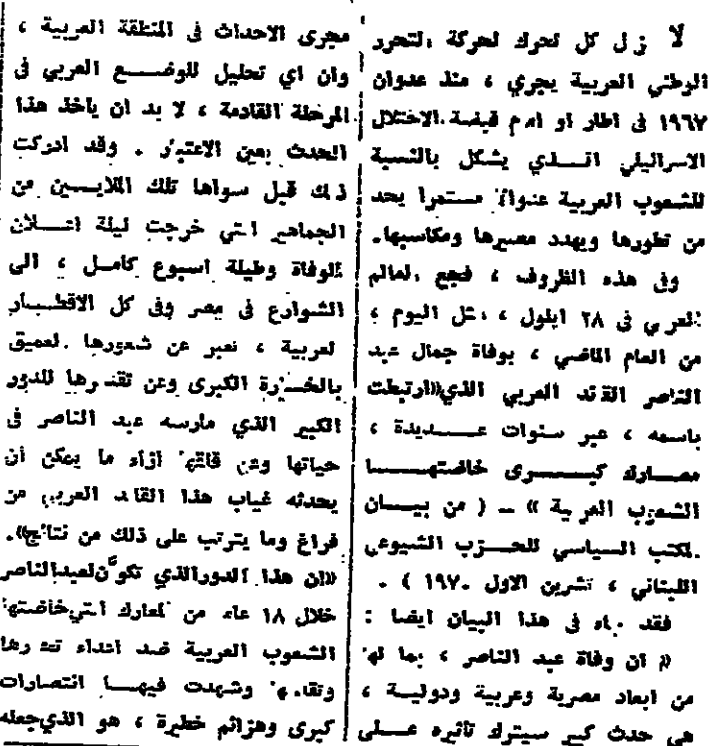 لا زل كل تحرك لحركة التحرر
الوطني العربية يجري ، منذ عدوان
١٩٦٧ في اطار او امام قبضة الاحتلال
الاسرائيلي الذي يشكل بالنسبة
للشعوب العربية عدوانا مستمرا يحد
من تطورها ويهدد مصيرها ومكاسبها.
وفي هذه الظروف ، فجع العالم
العربي في ٢٨ ايلول ، مثل اليوم ،
من العام الماضي ، بوفاة جمال عبد
الناصر القائد العربي الذي «ارتبطت
باسمه ، عبر سنوات عديدة ،
معارك كبرى خاضتها
الشعوب العربية » ــ ( من بيان
المكتب السياسي للحزب الشيوعي
اللبناني ، تشرين الاول ١٩٧٠ ) .
فقد جاء في هذا البيان ايضا :
« ان وفاة عبد الناصر ، بما لها
من ابعاد مصرية وعربية ودولية ،
هي حدث كبير سيترك تأثيره على
مجرى الاحداث في المنطقة العربية ،
وان اي تحليل للوضع العربي في
المرحلة القادمة ، لا بد ان ياخذ هذا
الحدث بعين الاعتبار . وقد ادركت
ذلك قبل سواها تلك الملايين من
الجماهير التي خرجت ليلة اعلان
الوفاة وطيلة اسبوع كامل ، الى
الشوارع في مصر وفي كل الاقطار
العربية ، تعبر عن شعورها العميق
بالخسارة الكبرى وعن تقديرها للدور
الكبير الذي مارسه عبد الناصر في
حياتها وعن قلقها ازاء ما يمكن ان
يحدثه غياب هذا القائد العربي من
فراغ وما يترتب على ذلك من نتائج».
«ان هذا الدور الذي تكوّن لعبد الناصر
خلال ١٨ عاما من المعارك التي خاضتها
الشعوب العربية ضد اعداء تحررها
وتقدمها وشهدت فيها انتصارات
كبرى وهزائم خطيرة ، هو الذي جعله